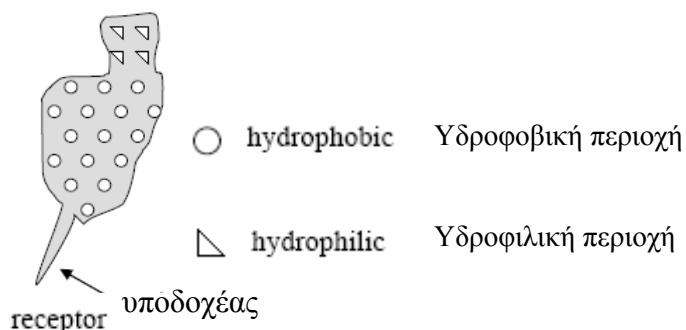 hydrophobic Υδροφοβική περιοχή
hydrophilic Υδροφιλική περιοχή
receptor υποδοχέας